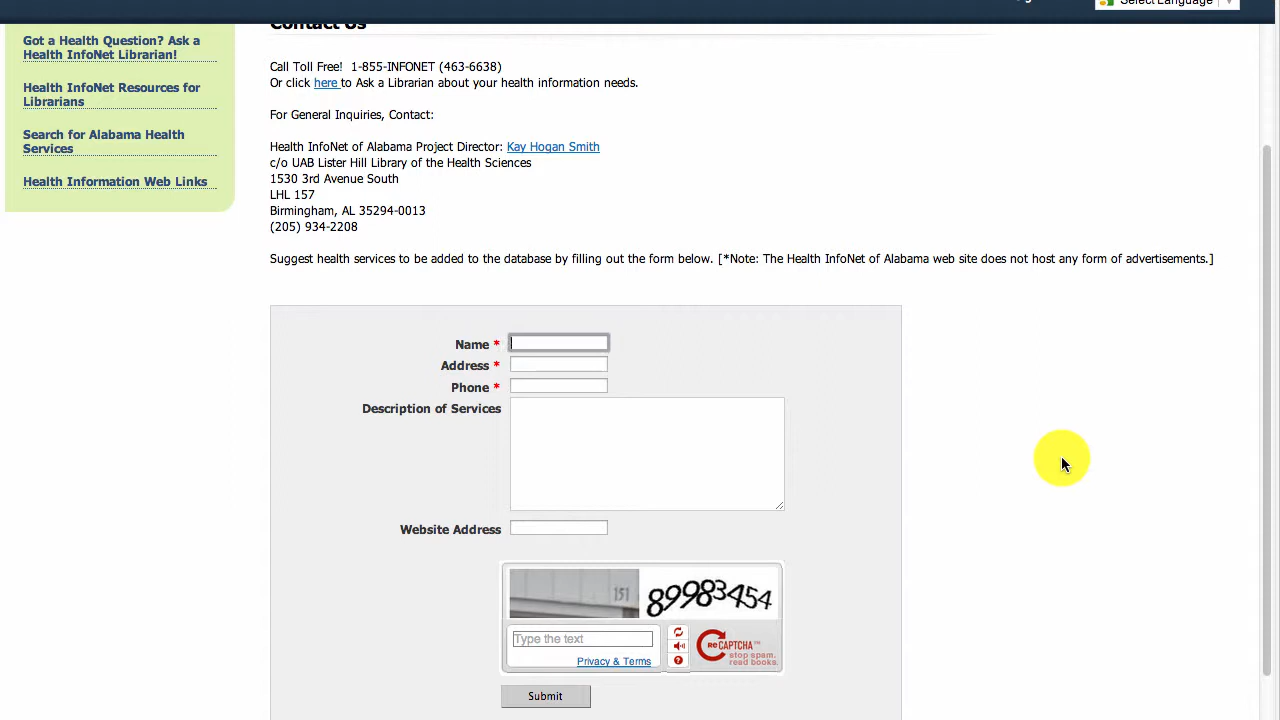 Select Language
Contact Us
Got a Health Question? Ask a
Health InfoNet Librarian!
Health InfoNet Resources for
Librarians
Search for Alabama Health
Services
Health Information Web Links
Call Toll Free!  1-855-INFONET (463-6638)
Or click here to Ask a Librarian about your health information needs.
For General Inquiries, Contact:
Health InfoNet of Alabama Project Director: Kay Hogan Smith
c/o UAB Lister Hill Library of the Health Sciences
1530 3rd Avenue South
LHL 157
Birmingham, AL 35294-0013
(205) 934-2208
Suggest health services to be added to the database by filling out the form below. [*Note: The Health InfoNet of Alabama web site does not host any form of advertisements.]
Name *
Address *
Phone *
Description of Services
Website Address
151 89983454
Type the text
Privacy & Terms
reCAPTCHA™
stop spam.
read books.
Submit